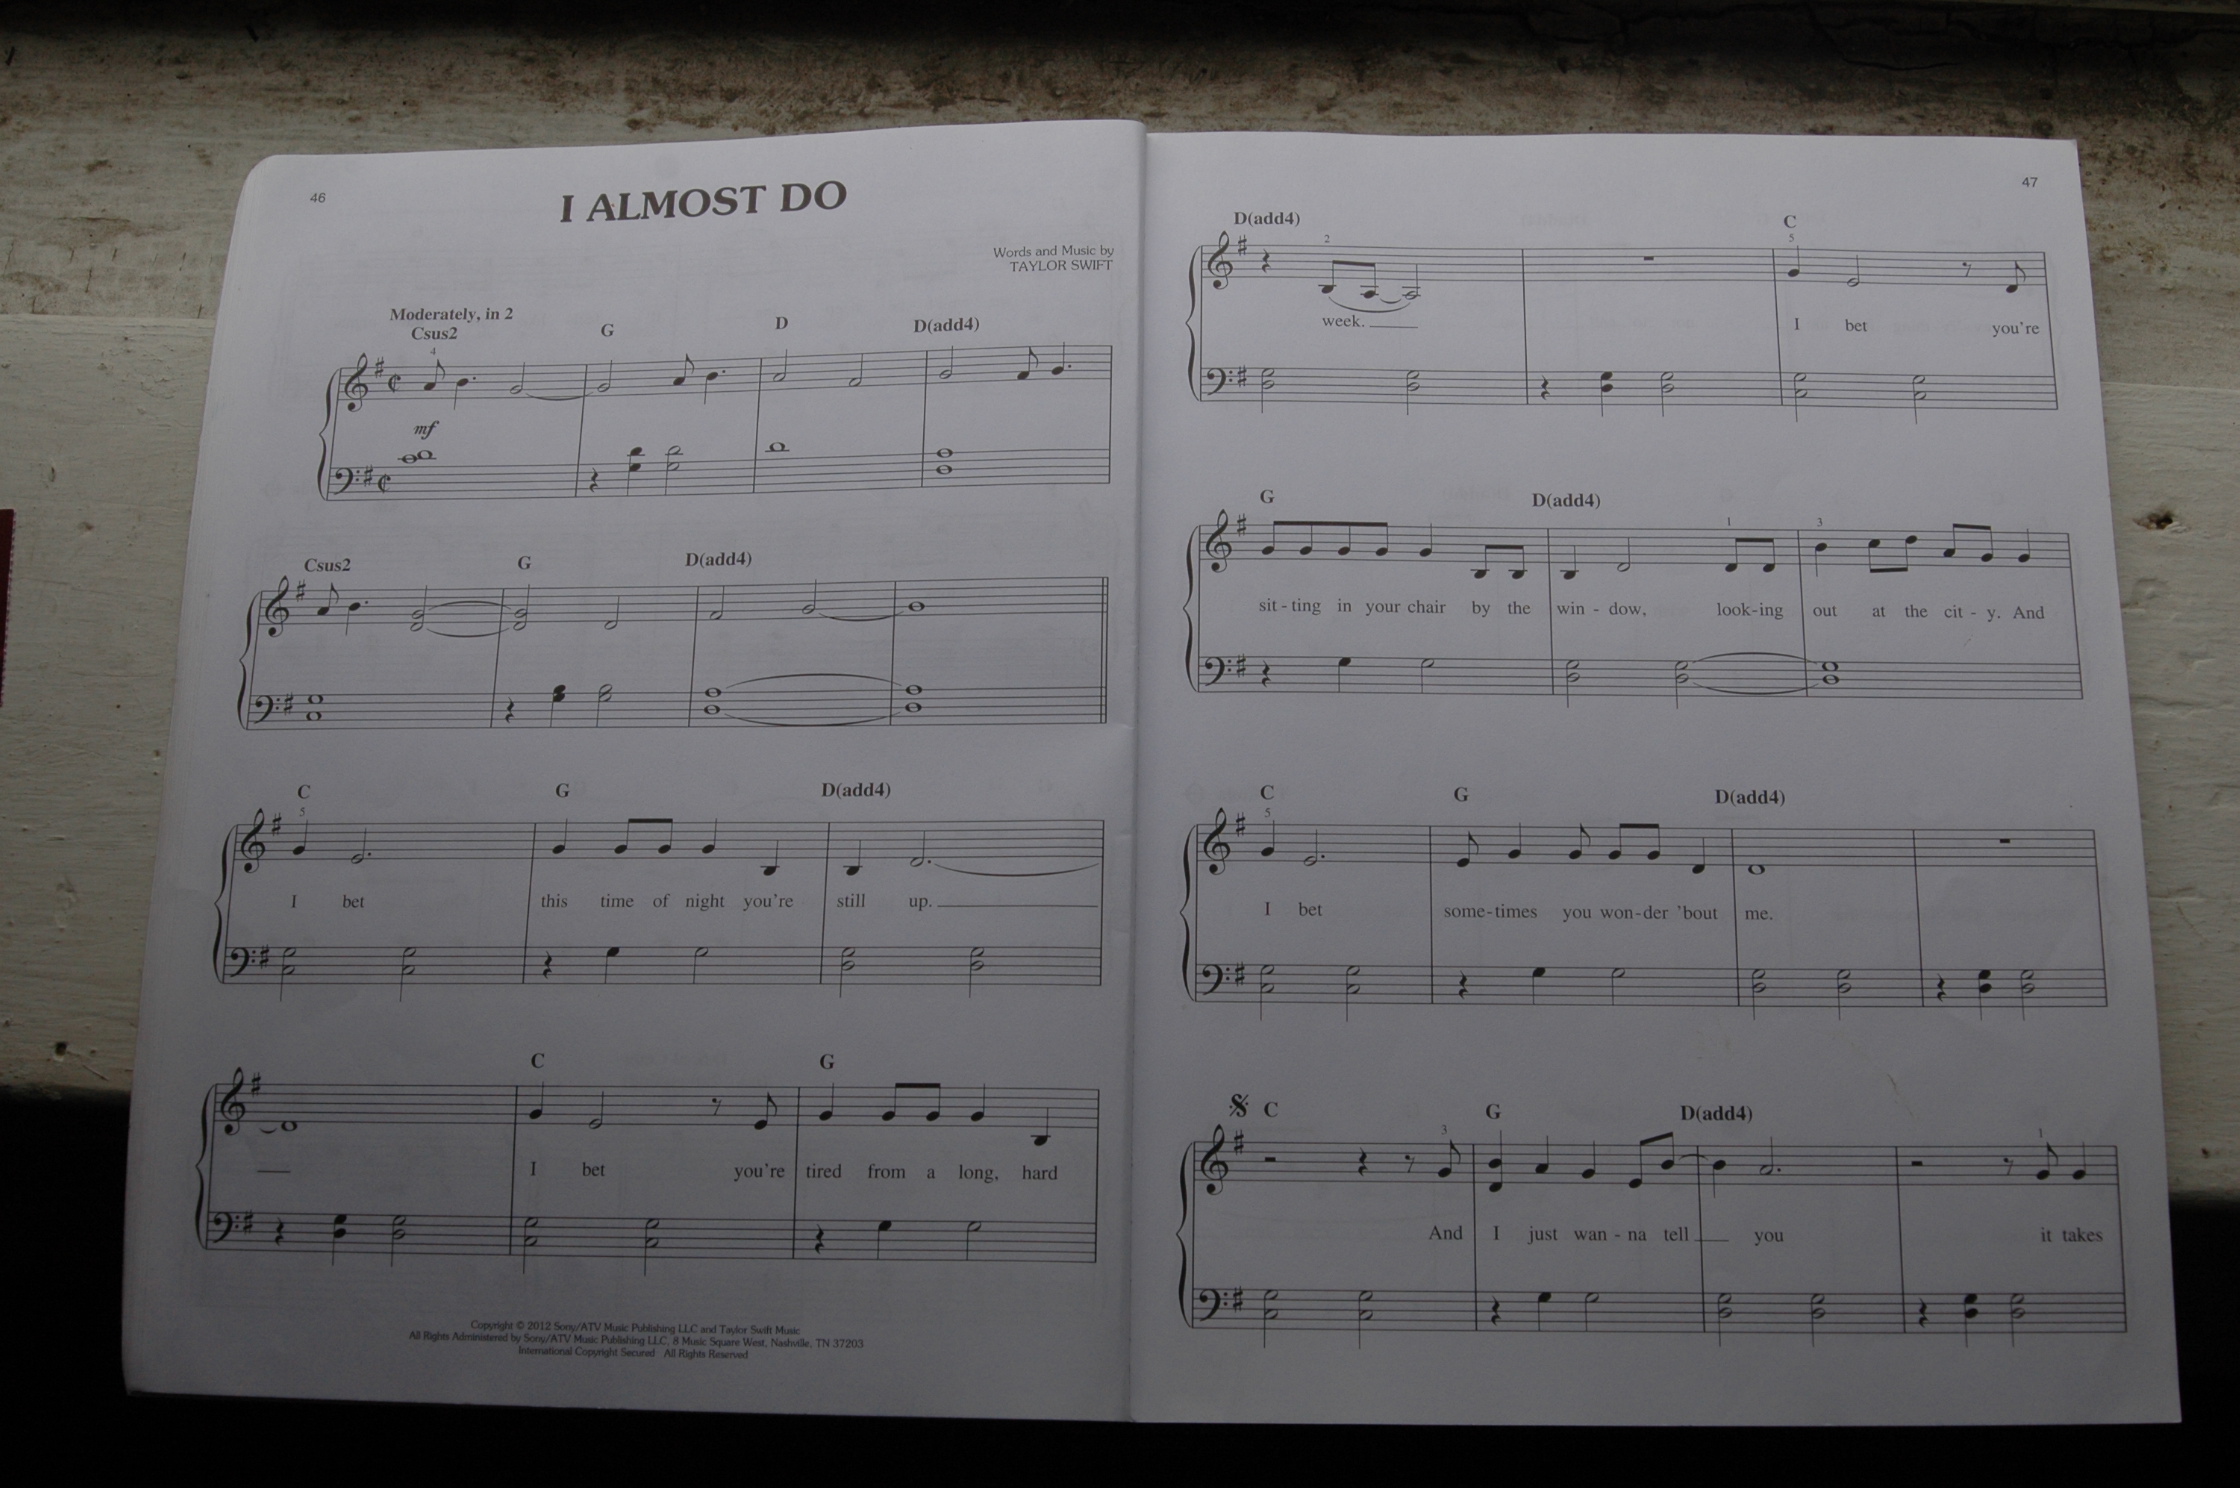 46
I ALMOST DO
Words and Music by
TAYLOR SWIFT
Moderately, in 2
Csus2 G D D(add4)
4
mf
Csus2 G D(add4)
C G D(add4)
5
I bet this time of night you're still up.
C G
I bet you're tired from a long, hard
Copyright © 2012 Sony/ATV Music Publishing LLC and Taylor Swift Music
All Rights Administered by Sony/ATV Music Publishing LLC, 8 Music Square West, Nashville, TN 37203
International Copyright Secured All Rights Reserved
47
D(add4) C
2 5
week. I bet you're
G D(add4)
1 3
sit - ting in your chair by the win - dow, look - ing out at the cit - y. And
C G D(add4)
5
I bet some - times you won - der 'bout me.
C G D(add4)
3 1
And I just wan - na tell you it takes